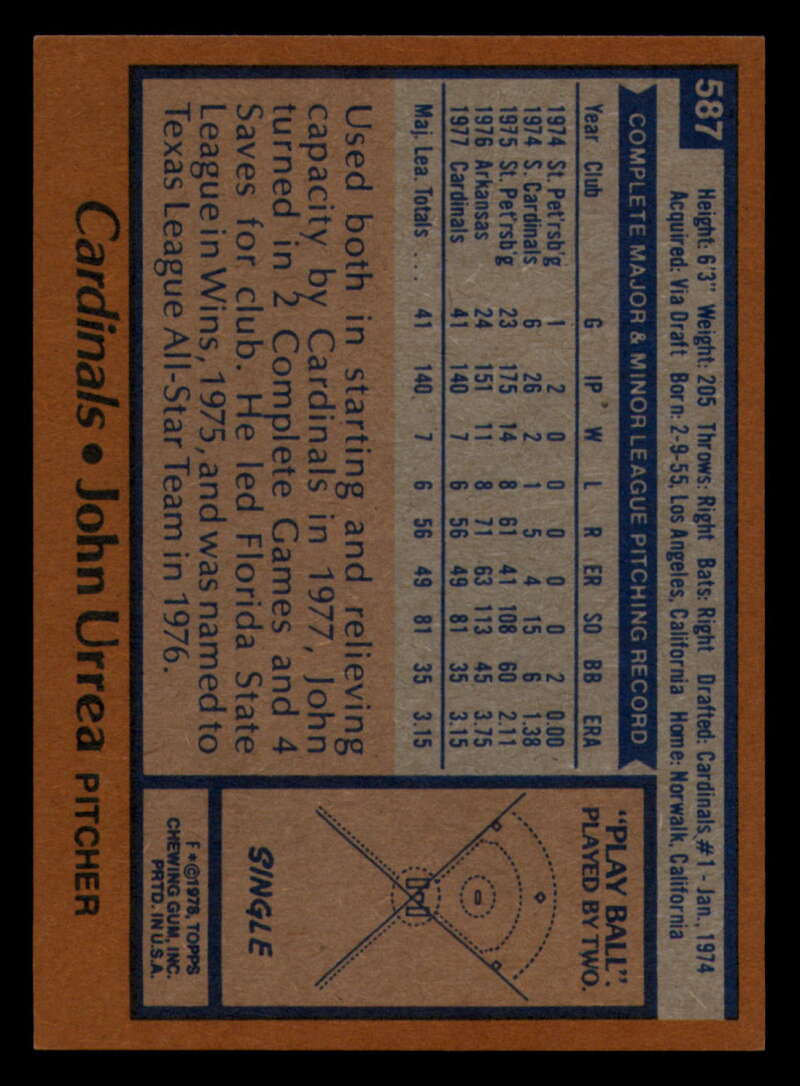 587
Height: 6'3" Weight: 205 Throws: Right Bats: Right Drafted: Cardinals #1 - Jan., 1974
Acquired: Via Draft Born: 2-9-55, Los Angeles, California Home: Norwalk, California
COMPLETE MAJOR & MINOR LEAGUE PITCHING RECORD
Year Club G IP W L R ER SO BB ERA
1974 St. Pet'rsb'g 1 2 0 0 0 0 0 2 0.00
1974 S. Cardinals 6 26 2 1 5 4 15 6 1.38
1975 St. Pet'rsb'g 23 175 14 8 61 41 108 60 2.11
1976 Arkansas 24 151 11 8 71 63 113 45 3.75
1977 Cardinals 41 140 7 6 56 49 81 35 3.15
Maj. Lea. Totals .... 41 140 7 6 56 49 81 35 3.15
Used both in starting and relieving
capacity by Cardinals in 1977, John
turned in 2 Complete Games and 4
Saves for club. He led Florida State
League in Wins, 1975, and was named to
Texas League All-Star Team in 1976.
"PLAY BALL":
PLAYED BY TWO.
SINGLE
F*©1978, TOPPS
CHEWING GUM, INC.
PRTD. IN U.S.A.
Cardinals • John Urrea PITCHER